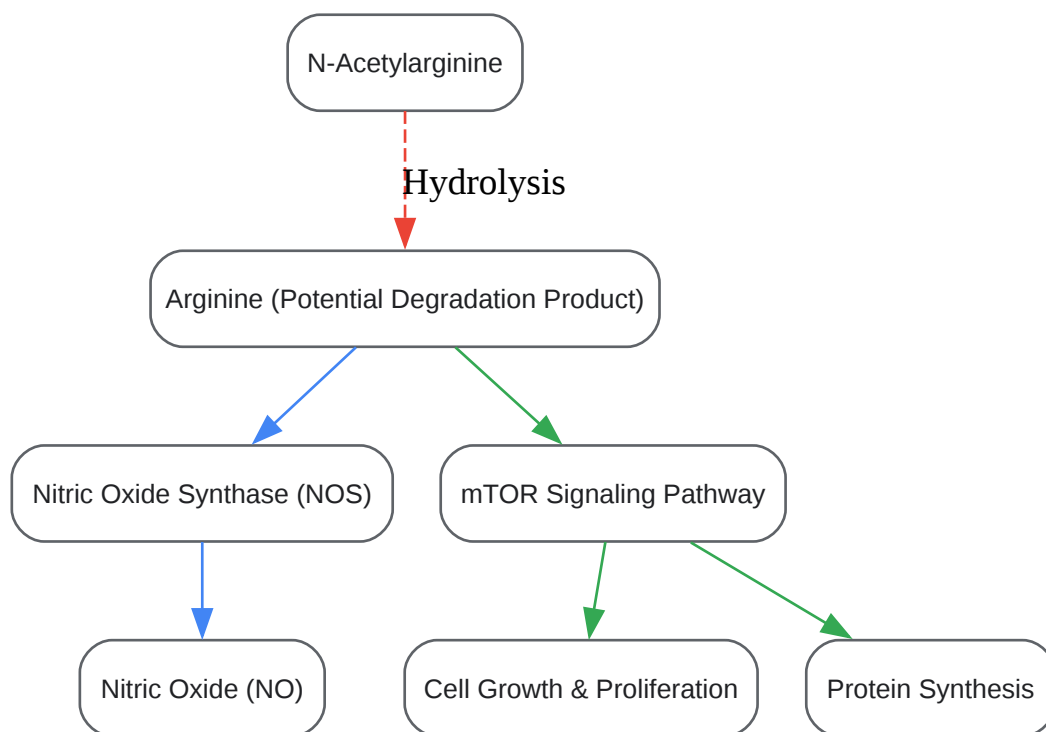 N-Acetylarginine
Hydrolysis
Arginine (Potential Degradation Product)
Nitric Oxide Synthase (NOS)
mTOR Signaling Pathway
Nitric Oxide (NO)
Cell Growth & Proliferation
Protein Synthesis